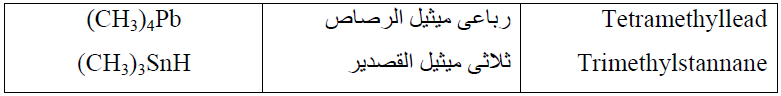 (CH₃)₄Pb رباعى ميثيل الرصاص Tetramethyllead
(CH₃)₃SnH ثلاثى ميثيل القصدير Trimethylstannane